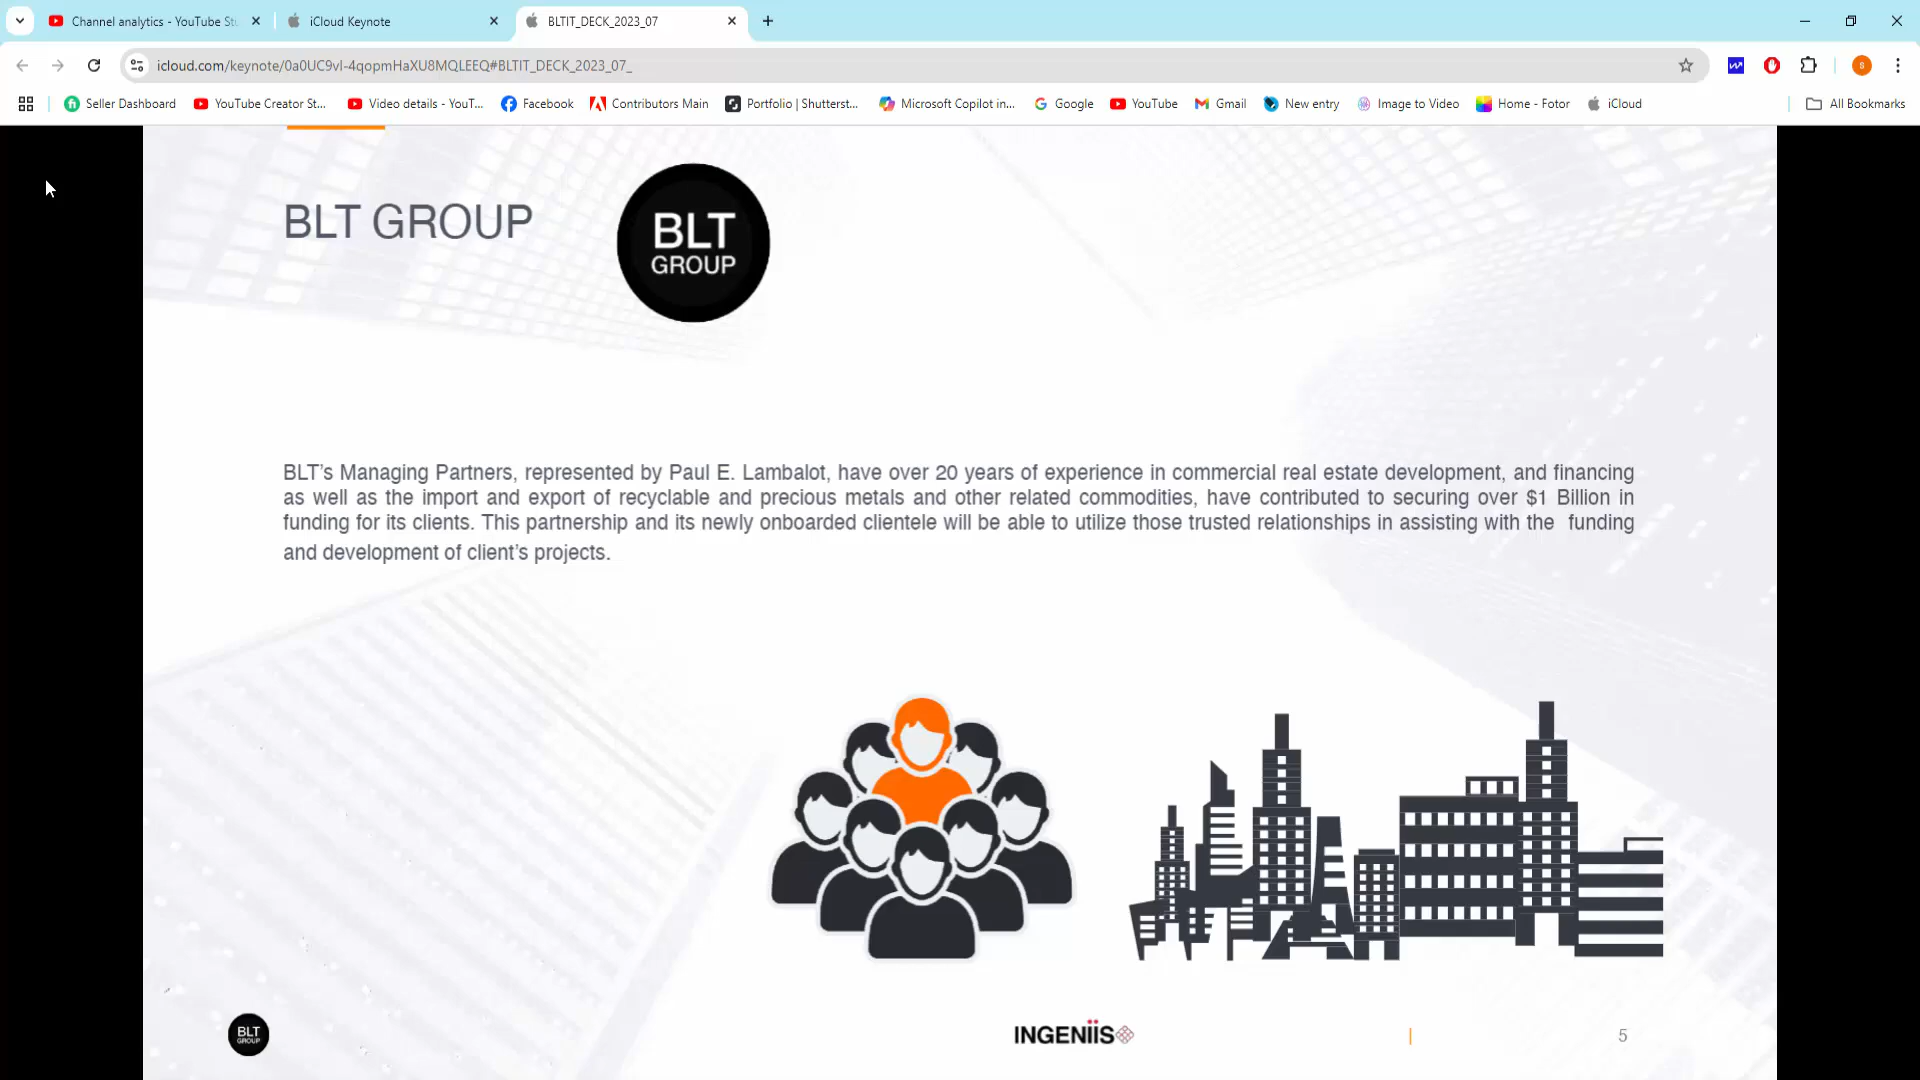 Channel analytics - YouTube St
iCloud Keynote
BLTIT_DECK_2023_07
icloud.com/keynote/0a0UC9vl-4qopmHaXU8MQLEEQ#BLTIT_DECK_2023_07_
Seller Dashboard
YouTube Creator St...
Video details - YouT...
Facebook
Contributors Main
Portfolio | Shutterst...
Microsoft Copilot in...
Google
YouTube
Gmail
New entry
Image to Video
Home - Fotor
iCloud
All Bookmarks
BLT GROUP
BLT
GROUP
BLT's Managing Partners, represented by Paul E. Lambalot, have over 20 years of experience in commercial real estate development, and financing
as well as the import and export of recyclable and precious metals and other related commodities, have contributed to securing over $1 Billion in
funding for its clients. This partnership and its newly onboarded clientele will be able to utilize those trusted relationships in assisting with the funding
and development of client's projects.
BLT
GROUP
INGENIIS
5